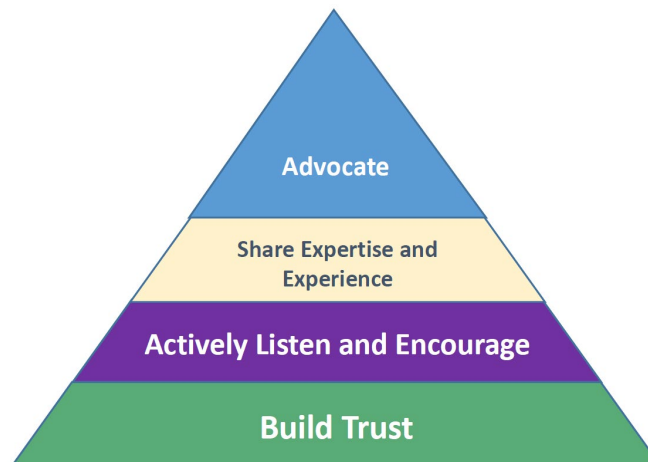 Advocate
Share Expertise and
Experience
Actively Listen and Encourage
Build Trust